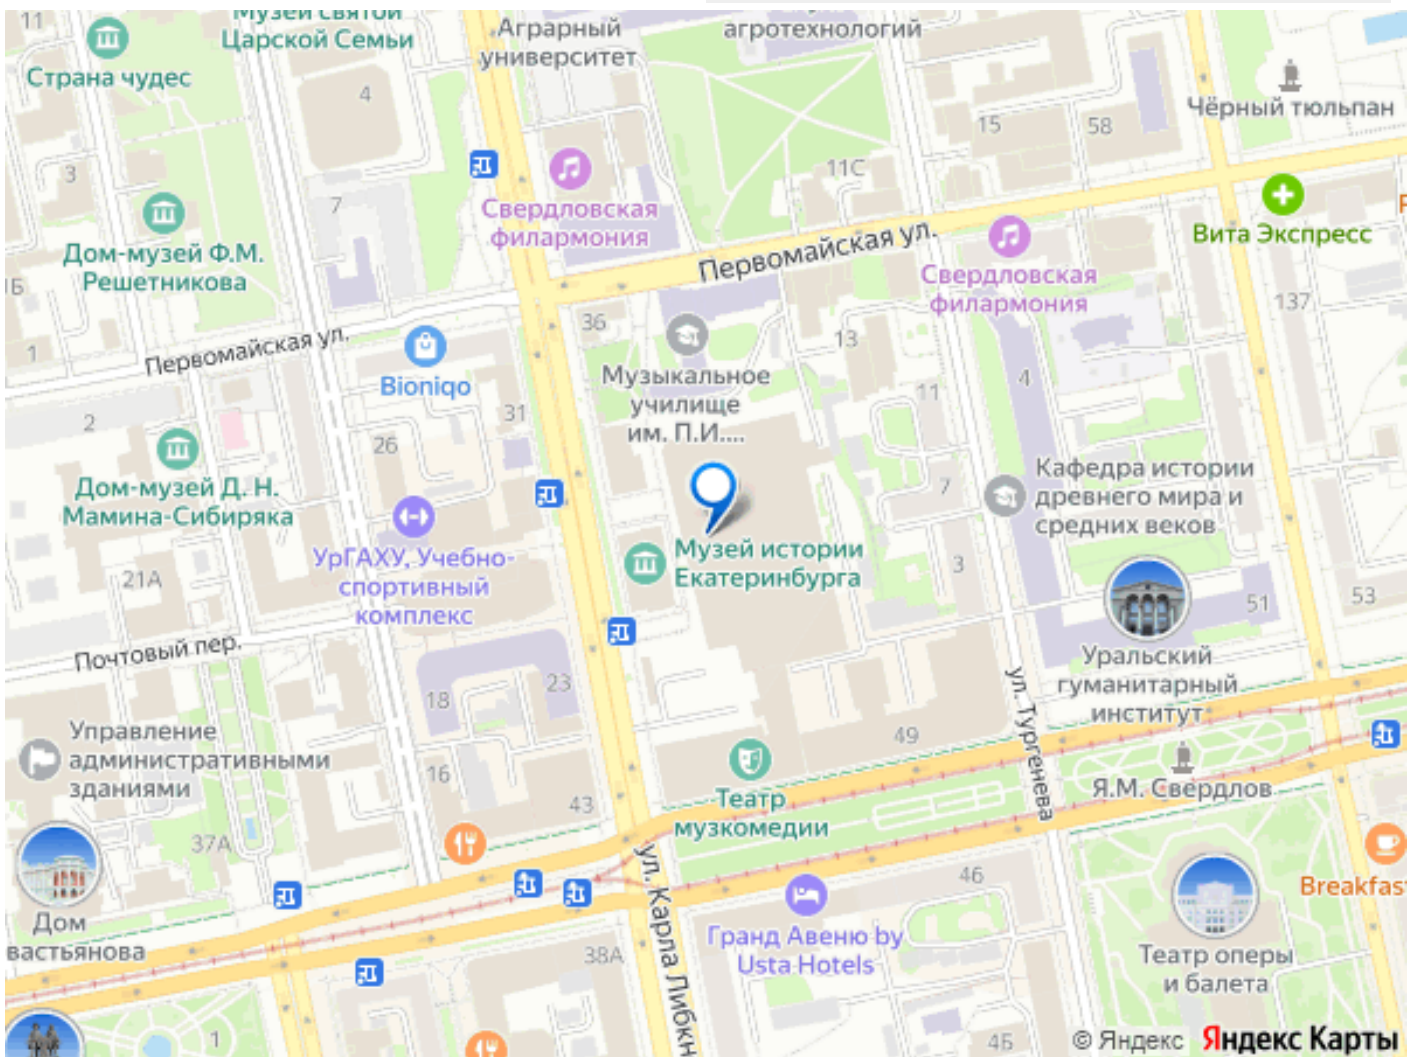 11
Музей святой
Царской Семьи
Аграрный
университет
агротехнологий
Страна чудес
4
Чёрный тюльпан
15
58
11С
3
7
Свердловская
филармония
Вита Экспресс
Дом-музей Ф.М.
Решетникова
Первомайская ул.
Свердловская
филармония
1Б
137
36
13
1
Первомайская ул.
Bioniqo
Музыкальное
училище
им. П.И....
4
11
2
31
26
Дом-музей Д. Н.
Мамина-Сибиряка
Кафедра истории
древнего мира и
средних веков
7
УрГАХУ, Учебно-
спортивный
комплекс
Музей истории
Екатеринбурга
21А
3
51
53
Почтовый пер.
Уральский
гуманитарный
институт
ул. Тургенева
18
23
Управление
административными
зданиями
49
16
43
Театр
музкомедии
Я.М. Свердлов
37А
ул. Карла Либкн
46
Breakfas
Дом
вастьянова
Гранд Авеню by
Usta Hotels
38А
Театр оперы
и балета
1
4Б
© Яндекс Яндекс Карты